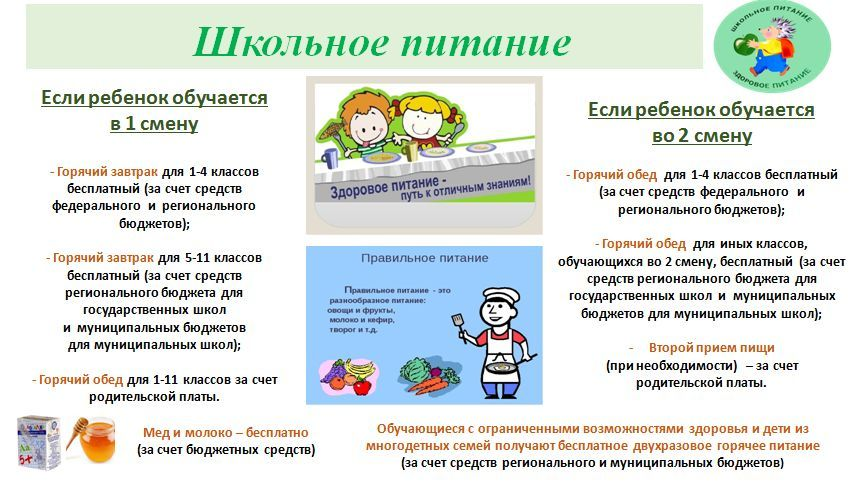 Школьное питание
ШКОЛЬНОЕ ПИТАНИЕ
ЗДОРОВОЕ ПИТАНИЕ
Если ребенок обучается
в 1 смену
- Горячий завтрак для 1-4 классов
бесплатный (за счет средств
федерального и регионального
бюджетов);
- Горячий завтрак для 5-11 классов
бесплатный (за счет средств
регионального бюджета для
государственных школ
и муниципальных бюджетов
для муниципальных школ);
- Горячий обед для 1-11 классов за счет
родительской платы.
Здоровое питание -
путь к отличным знаниям!
Правильное питание
Правильное питание - это
разнообразное питание:
овощи и фрукты,
молоко и кефир,
творог и т.д.
Если ребенок обучается
во 2 смену
- Горячий обед для 1-4 классов бесплатный
(за счет средств федерального и
регионального бюджетов);
- Горячий обед для иных классов,
обучающихся во 2 смену, бесплатный (за счет
средств регионального бюджета для
государственных школ и муниципальных
бюджетов для муниципальных школ);
- Второй прием пищи
(при необходимости) – за счет
родительской платы.
5+
Мед и молоко – бесплатно
(за счет бюджетных средств)
Обучающиеся с ограниченными возможностями здоровья и дети из
многодетных семей получают бесплатное двухразовое горячее питание
(за счет средств регионального и муниципальных бюджетов)